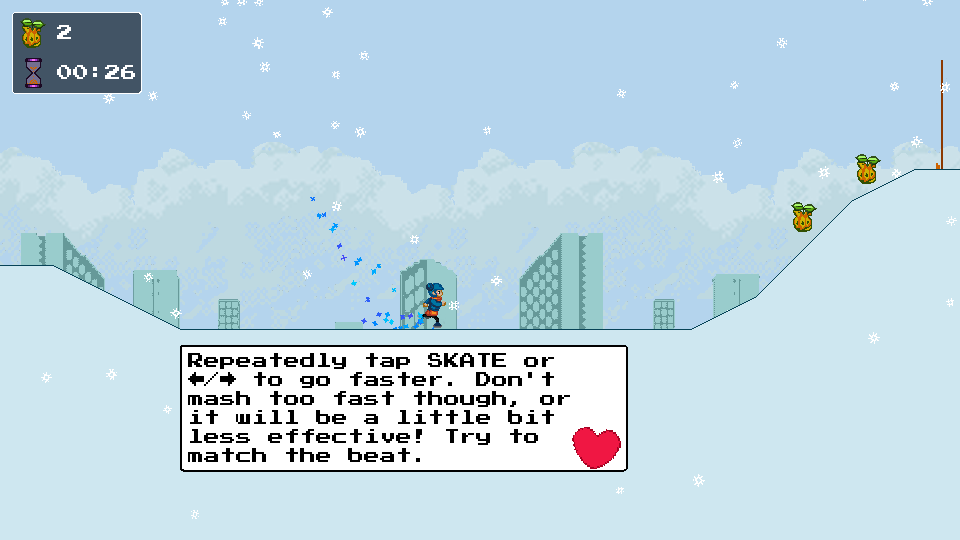 2
00:26
Repeatedly tap SKATE or
←/→ to go faster. Don't
mash too fast though, or
it will be a little bit
less effective! Try to
match the beat.